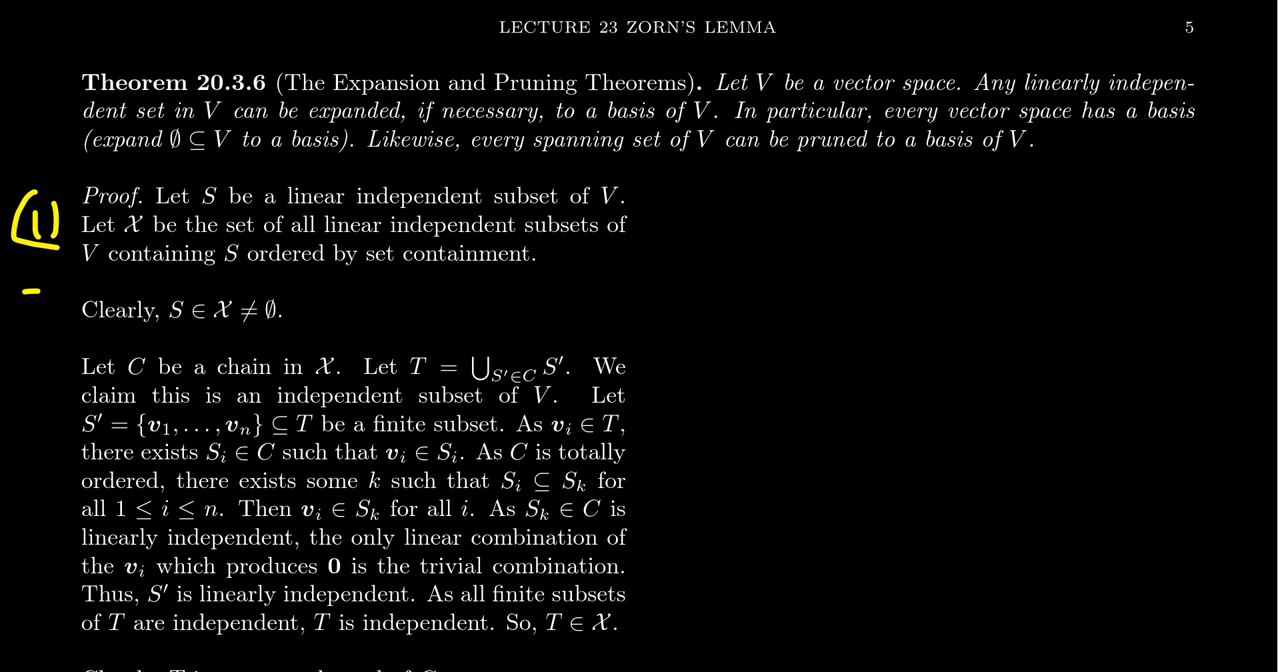 LECTURE 23 ZORN'S LEMMA 5
Theorem 20.3.6 (The Expansion and Pruning Theorems). Let V be a vector space. Any linearly indepen-
dent set in V can be expanded, if necessary, to a basis of V. In particular, every vector space has a basis
(expand ∅ ⊆ V to a basis). Likewise, every spanning set of V can be pruned to a basis of V.
(1)
Proof. Let S be a linear independent subset of V.
Let 𝒳 be the set of all linear independent subsets of
V containing S ordered by set containment.
Clearly, S ∈ 𝒳 ≠ ∅.
Let C be a chain in 𝒳. Let T = ⋃_{S′∈C} S′. We
claim this is an independent subset of V. Let
S′ = {v₁, . . . , vₙ} ⊆ T be a finite subset. As vᵢ ∈ T,
there exists Sᵢ ∈ C such that vᵢ ∈ Sᵢ. As C is totally
ordered, there exists some k such that Sᵢ ⊆ Sₖ for
all 1 ≤ i ≤ n. Then vᵢ ∈ Sₖ for all i. As Sₖ ∈ C is
linearly independent, the only linear combination of
the vᵢ which produces 0 is the trivial combination.
Thus, S′ is linearly independent. As all finite subsets
of T are independent, T is independent. So, T ∈ 𝒳.